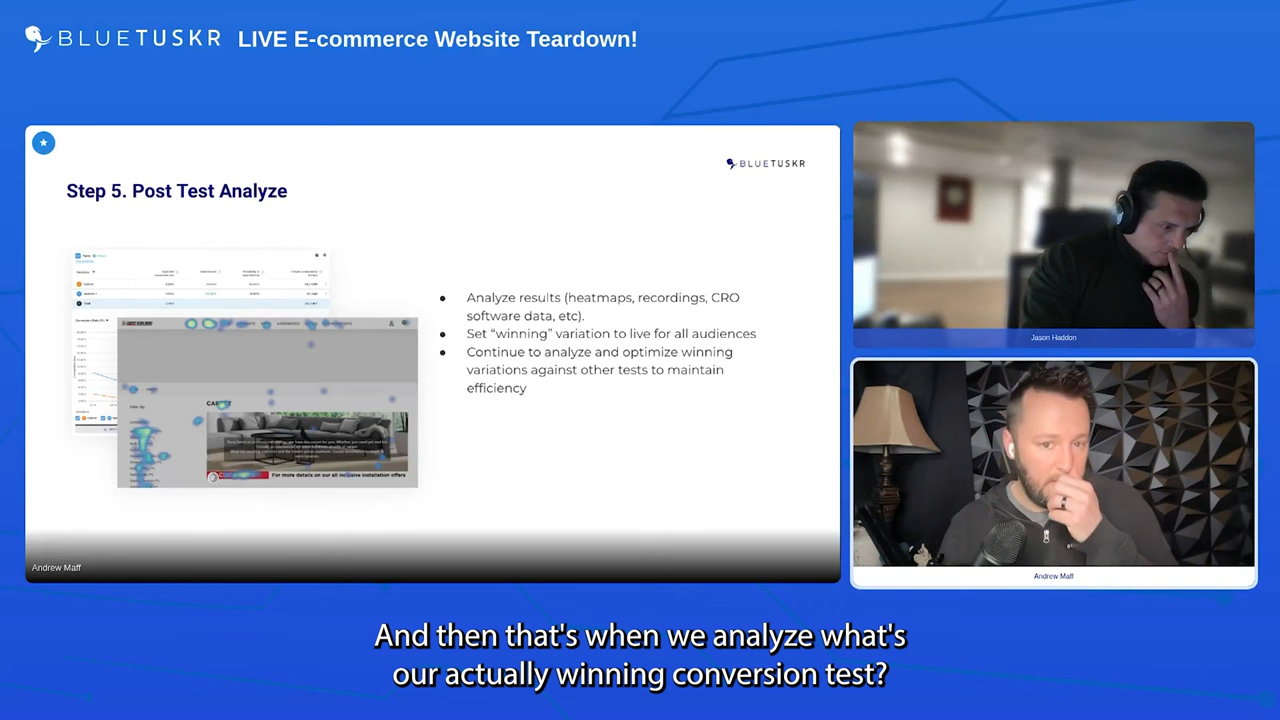 BLUETUSKR LIVE E-commerce Website Teardown!
BLUETUSKR
Step 5. Post Test Analyze
● Analyze results (heatmaps, recordings, CRO
software data, etc).
● Set “winning” variation to live for all audiences
● Continue to analyze and optimize winning
variations against other tests to maintain
efficiency
For more details on our all inclusive installation offers
Andrew Maff
Jason Haddon
Andrew Maff
And then that's when we analyze what's
our actually winning conversion test?